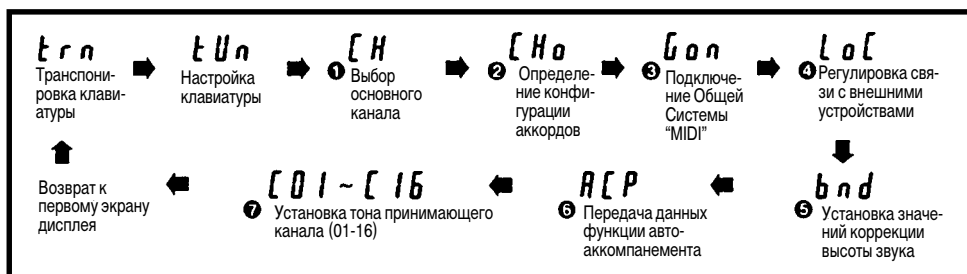 trn
Транспони-
ровка клави-
атуры
tUn
Настройка
клавиатуры
CH
❶ Выбор
основного
канала
CHo
❷ Определе-
ние конфи-
гурации
аккордов
Gon
❸ Подключе-
ние Общей
Системы
“MIDI”
LoC
❹ Регулировка свя-
зи с внешними
устройствами
bnd
❺ Установка значе-
ний коррекции
высоты звука
ACP
❻ Передача данных
функции авто-
аккомпанемента
C01~C16
❼ Установка тона принимающего
канала (01-16)
Возврат к
первому экрану
дисплея